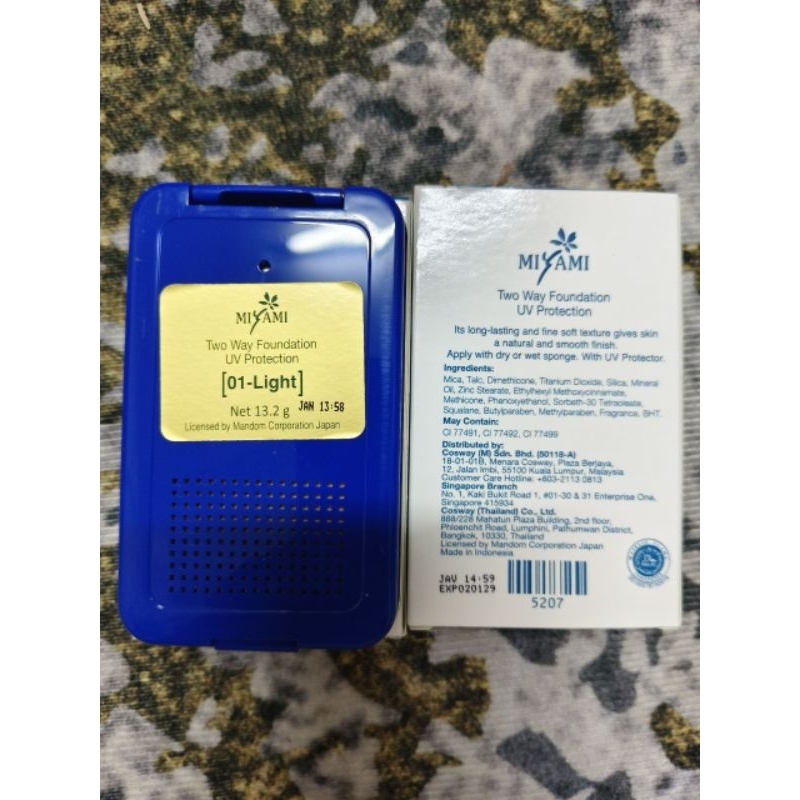 MIYAMI
Two Way Foundation
UV Protection
[01-Light]
Net 13.2 g JAN 13:58
Licensed by Mandom Corporation Japan
MIYAMI
Two Way Foundation
UV Protection
Its long-lasting and fine soft texture gives skin
a natural and smooth finish.
Apply with dry or wet sponge. With UV Protector.
Ingredients:
Mica, Talc, Dimethicone, Titanium Dioxide, Silica, Mineral
Oil, Zinc Stearate, Ethylhexyl Methoxycinnamate,
Methicone, Phenoxyethanol, Sorbeth-30 Tetraoleate,
Squalane, Butylparaben, Methylparaben, Fragrance, BHT.
May Contain:
CI 77491, CI 77492, CI 77499
Distributed by:
Cosway (M) Sdn. Bhd. (50118-A)
18-01-01B, Menara Cosway, Plaza Berjaya,
12, Jalan Imbi, 55100 Kuala Lumpur, Malaysia.
Customer Care Hotline: +603-2113 0813
Singapore Branch
No. 1, Kaki Bukit Road 1, #01-30 & 31 Enterprise One,
Singapore 415934
Cosway (Thailand) Co., Ltd.
888/228 Mahatun Plaza Building, 2nd floor,
Phloenchit Road, Lumphini, Pathumwan District,
Bangkok, 10330, Thailand
Licensed by Mandom Corporation Japan
Made in Indonesia
JAV 14:59
EXP020129
5207